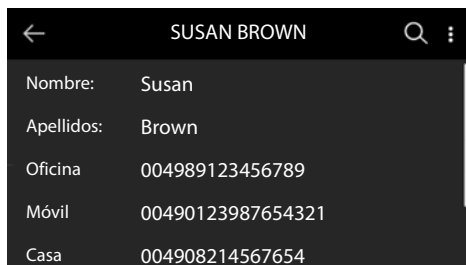 SUSAN BROWN
Nombre: Susan
Apellidos: Brown
Oficina 004989123456789
Móvil 00490123987654321
Casa 004908214567654